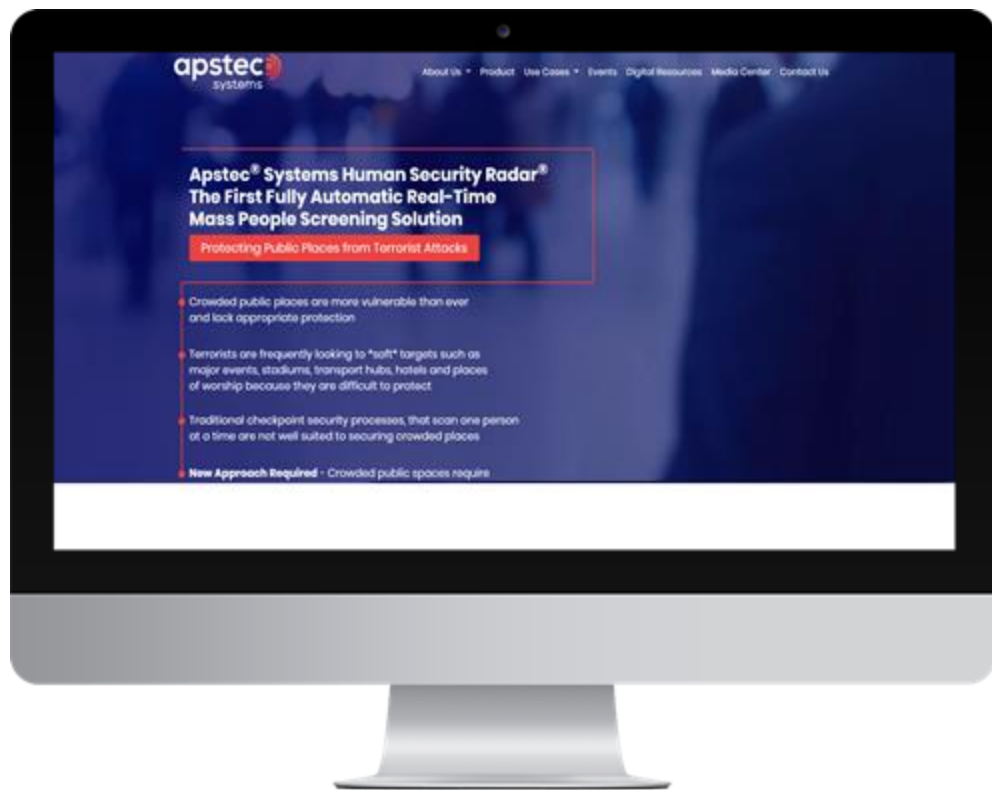 apstec
systems
About Us Product Use Cases Events Digital Resources Media Center Contact Us
Apstec® Systems Human Security Radar®
The First Fully Automatic Real-Time
Mass People Screening Solution
Protecting Public Places from Terrorist Attacks
Crowded public places are more vulnerable than ever
and lack appropriate protection
Terrorists are frequently looking to "soft" targets such as
major events, stadiums, transport hubs, hotels and places
of worship because they are difficult to protect
Traditional checkpoint security processes, that scan one person
at a time are not well suited to securing crowded places
New Approach Required - Crowded public spaces require